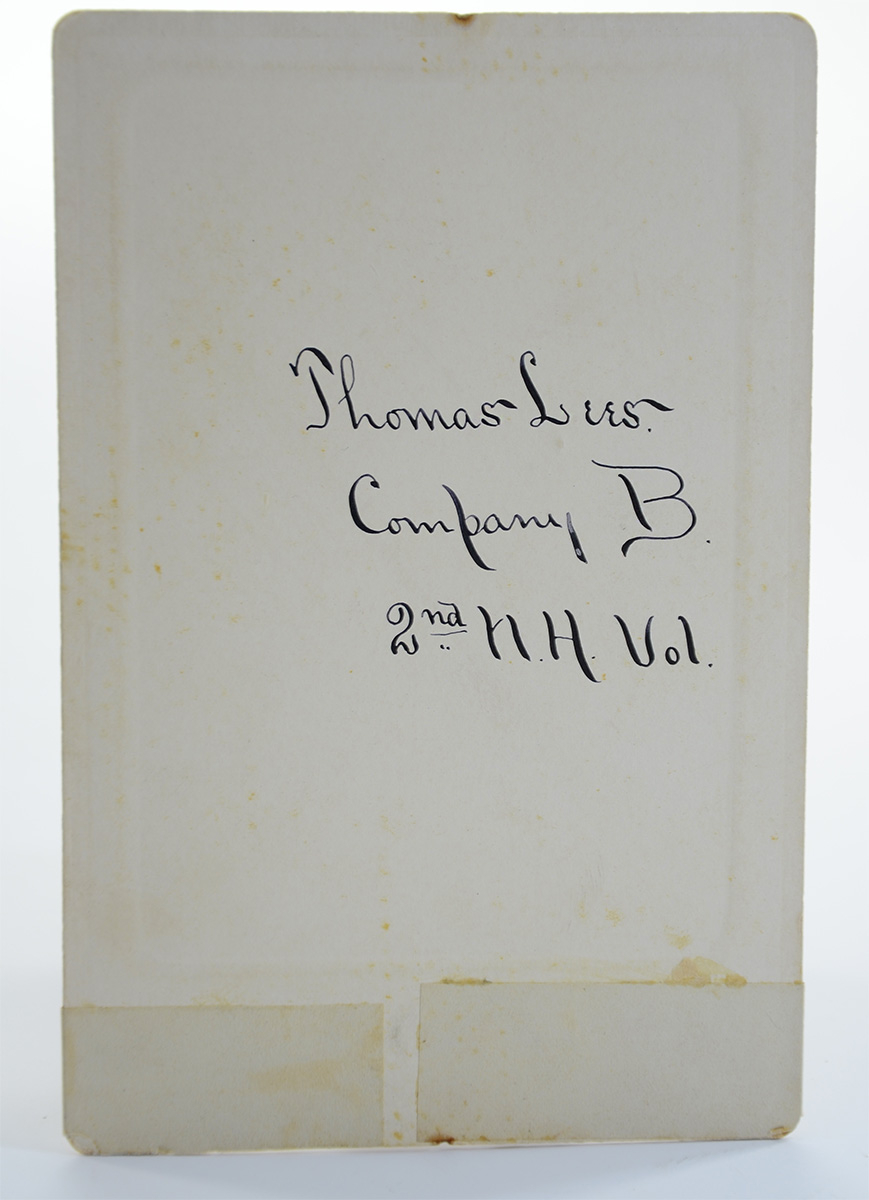 Thomas Lees.
Company B.
2nd N.H. Vol.